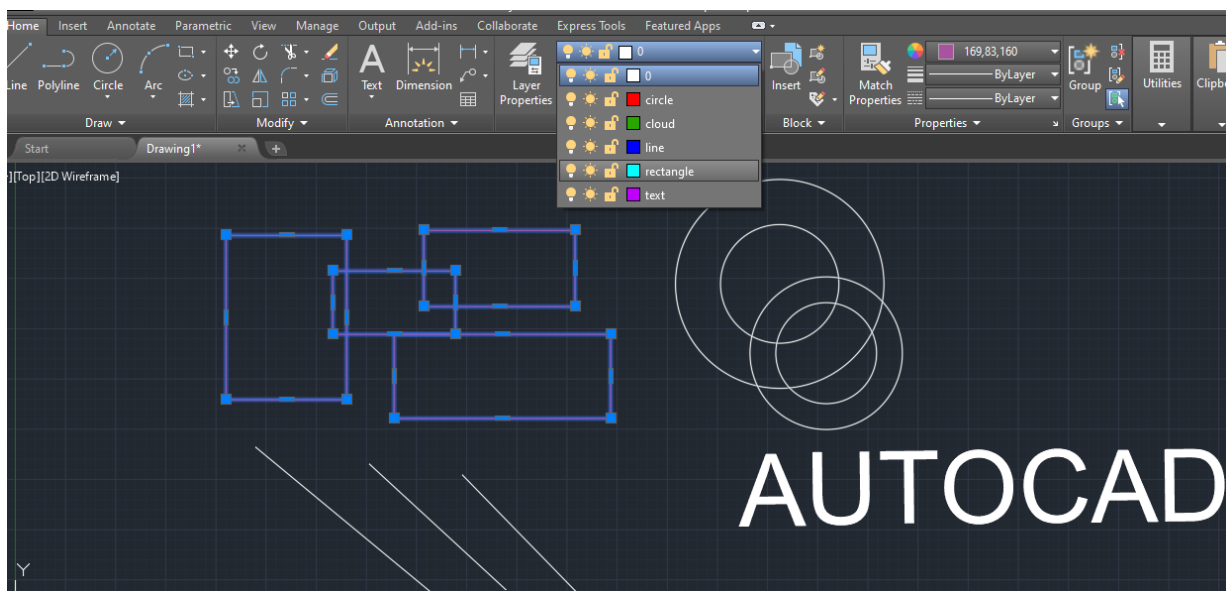 Home Insert Annotate Parametric View Manage Output Add-ins Collaborate Express Tools Featured Apps
0
169,83,160
0
ByLayer
Line Polyline Circle Arc Text Dimension Layer Properties Insert Match Properties Group Utilities
circle
ByLayer
Draw Modify Annotation Block Properties Groups
cloud
Start Drawing1*
line
][Top][2D Wireframe]
rectangle
text
AUTOCAD
Y